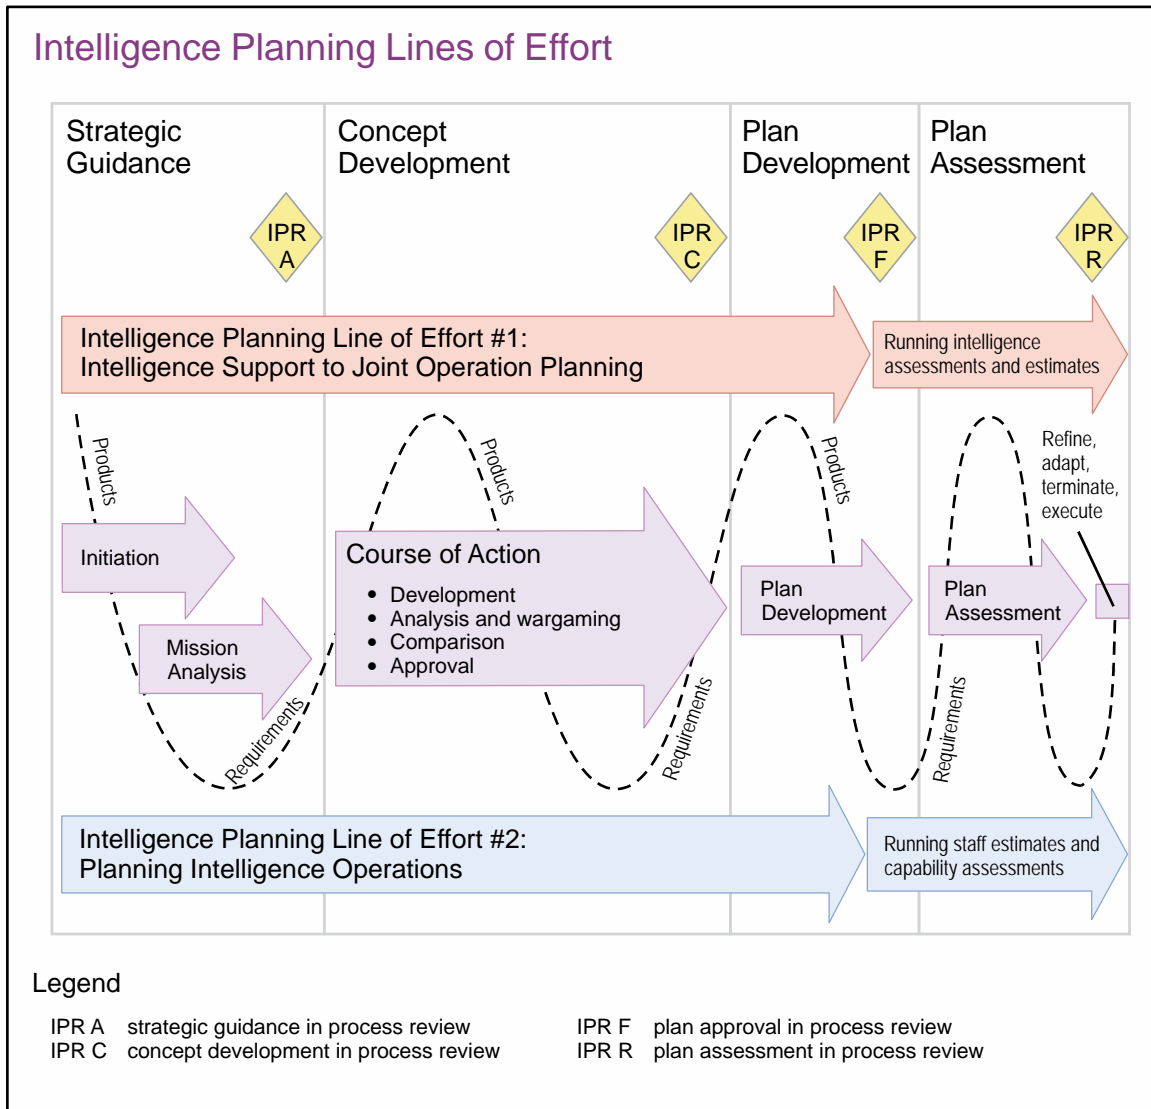 Intelligence Planning Lines of Effort
Strategic
Guidance
Concept
Development
Plan
Development
Plan
Assessment
IPR
A
IPR
C
IPR
F
IPR
R
Intelligence Planning Line of Effort #1:
Intelligence Support to Joint Operation Planning
Running intelligence
assessments and estimates
Products
Products
Products
Refine,
adapt,
terminate,
execute
Initiation
Mission
Analysis
Course of Action
• Development
• Analysis and wargaming
• Comparison
• Approval
Plan
Development
Plan
Assessment
Requirements
Requirements
Requirements
Intelligence Planning Line of Effort #2:
Planning Intelligence Operations
Running staff estimates and
capability assessments
Legend
IPR A strategic guidance in process review
IPR C concept development in process review
IPR F plan approval in process review
IPR R plan assessment in process review